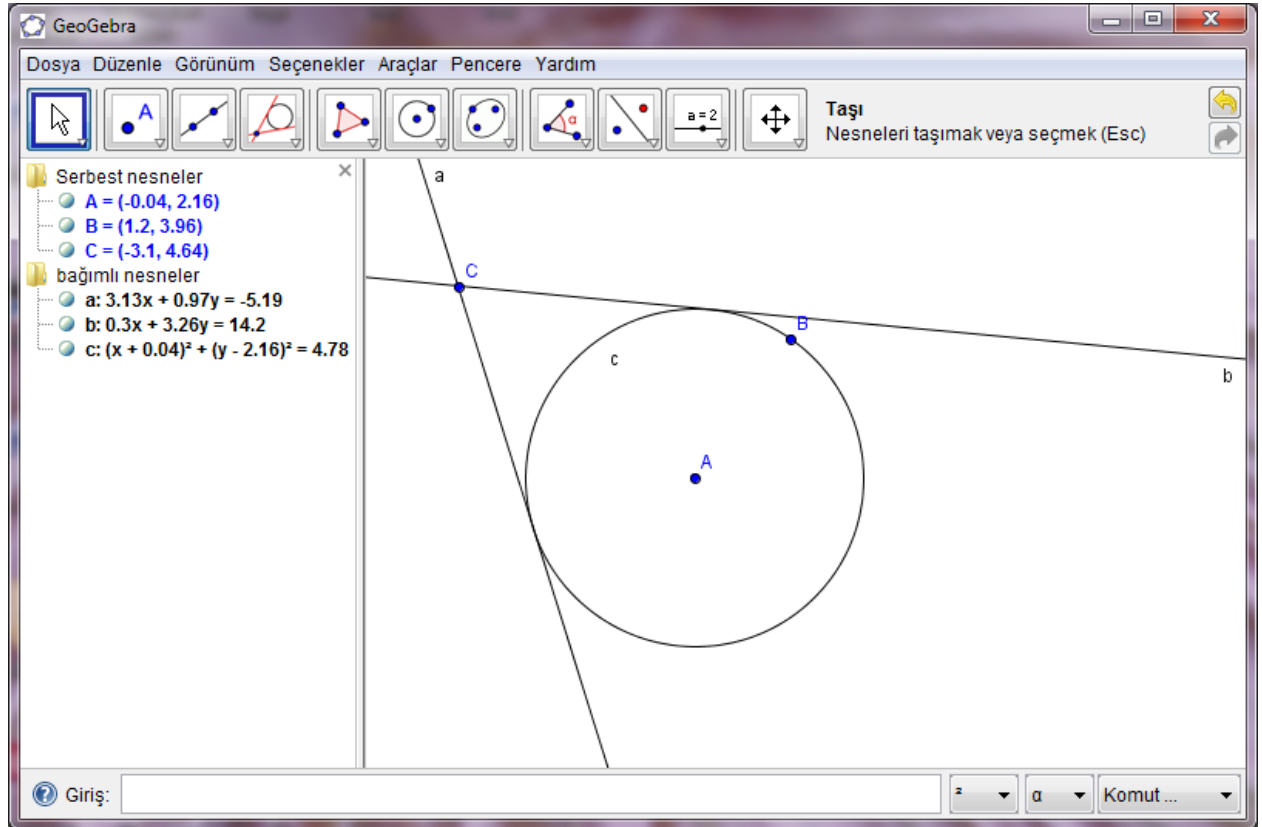 GeoGebra
Dosya Düzenle Görünüm Seçenekler Araçlar Pencere Yardım
A
α
a = 2
Taşı
Nesneleri taşımak veya seçmek (Esc)
Serbest nesneler
A = (-0.04, 2.16)
B = (1.2, 3.96)
C = (-3.1, 4.64)
bağımlı nesneler
a: 3.13x + 0.97y = -5.19
b: 0.3x + 3.26y = 14.2
c: (x + 0.04)² + (y - 2.16)² = 4.78
a
C
B
c
b
A
Giriş:
²
α
Komut ...